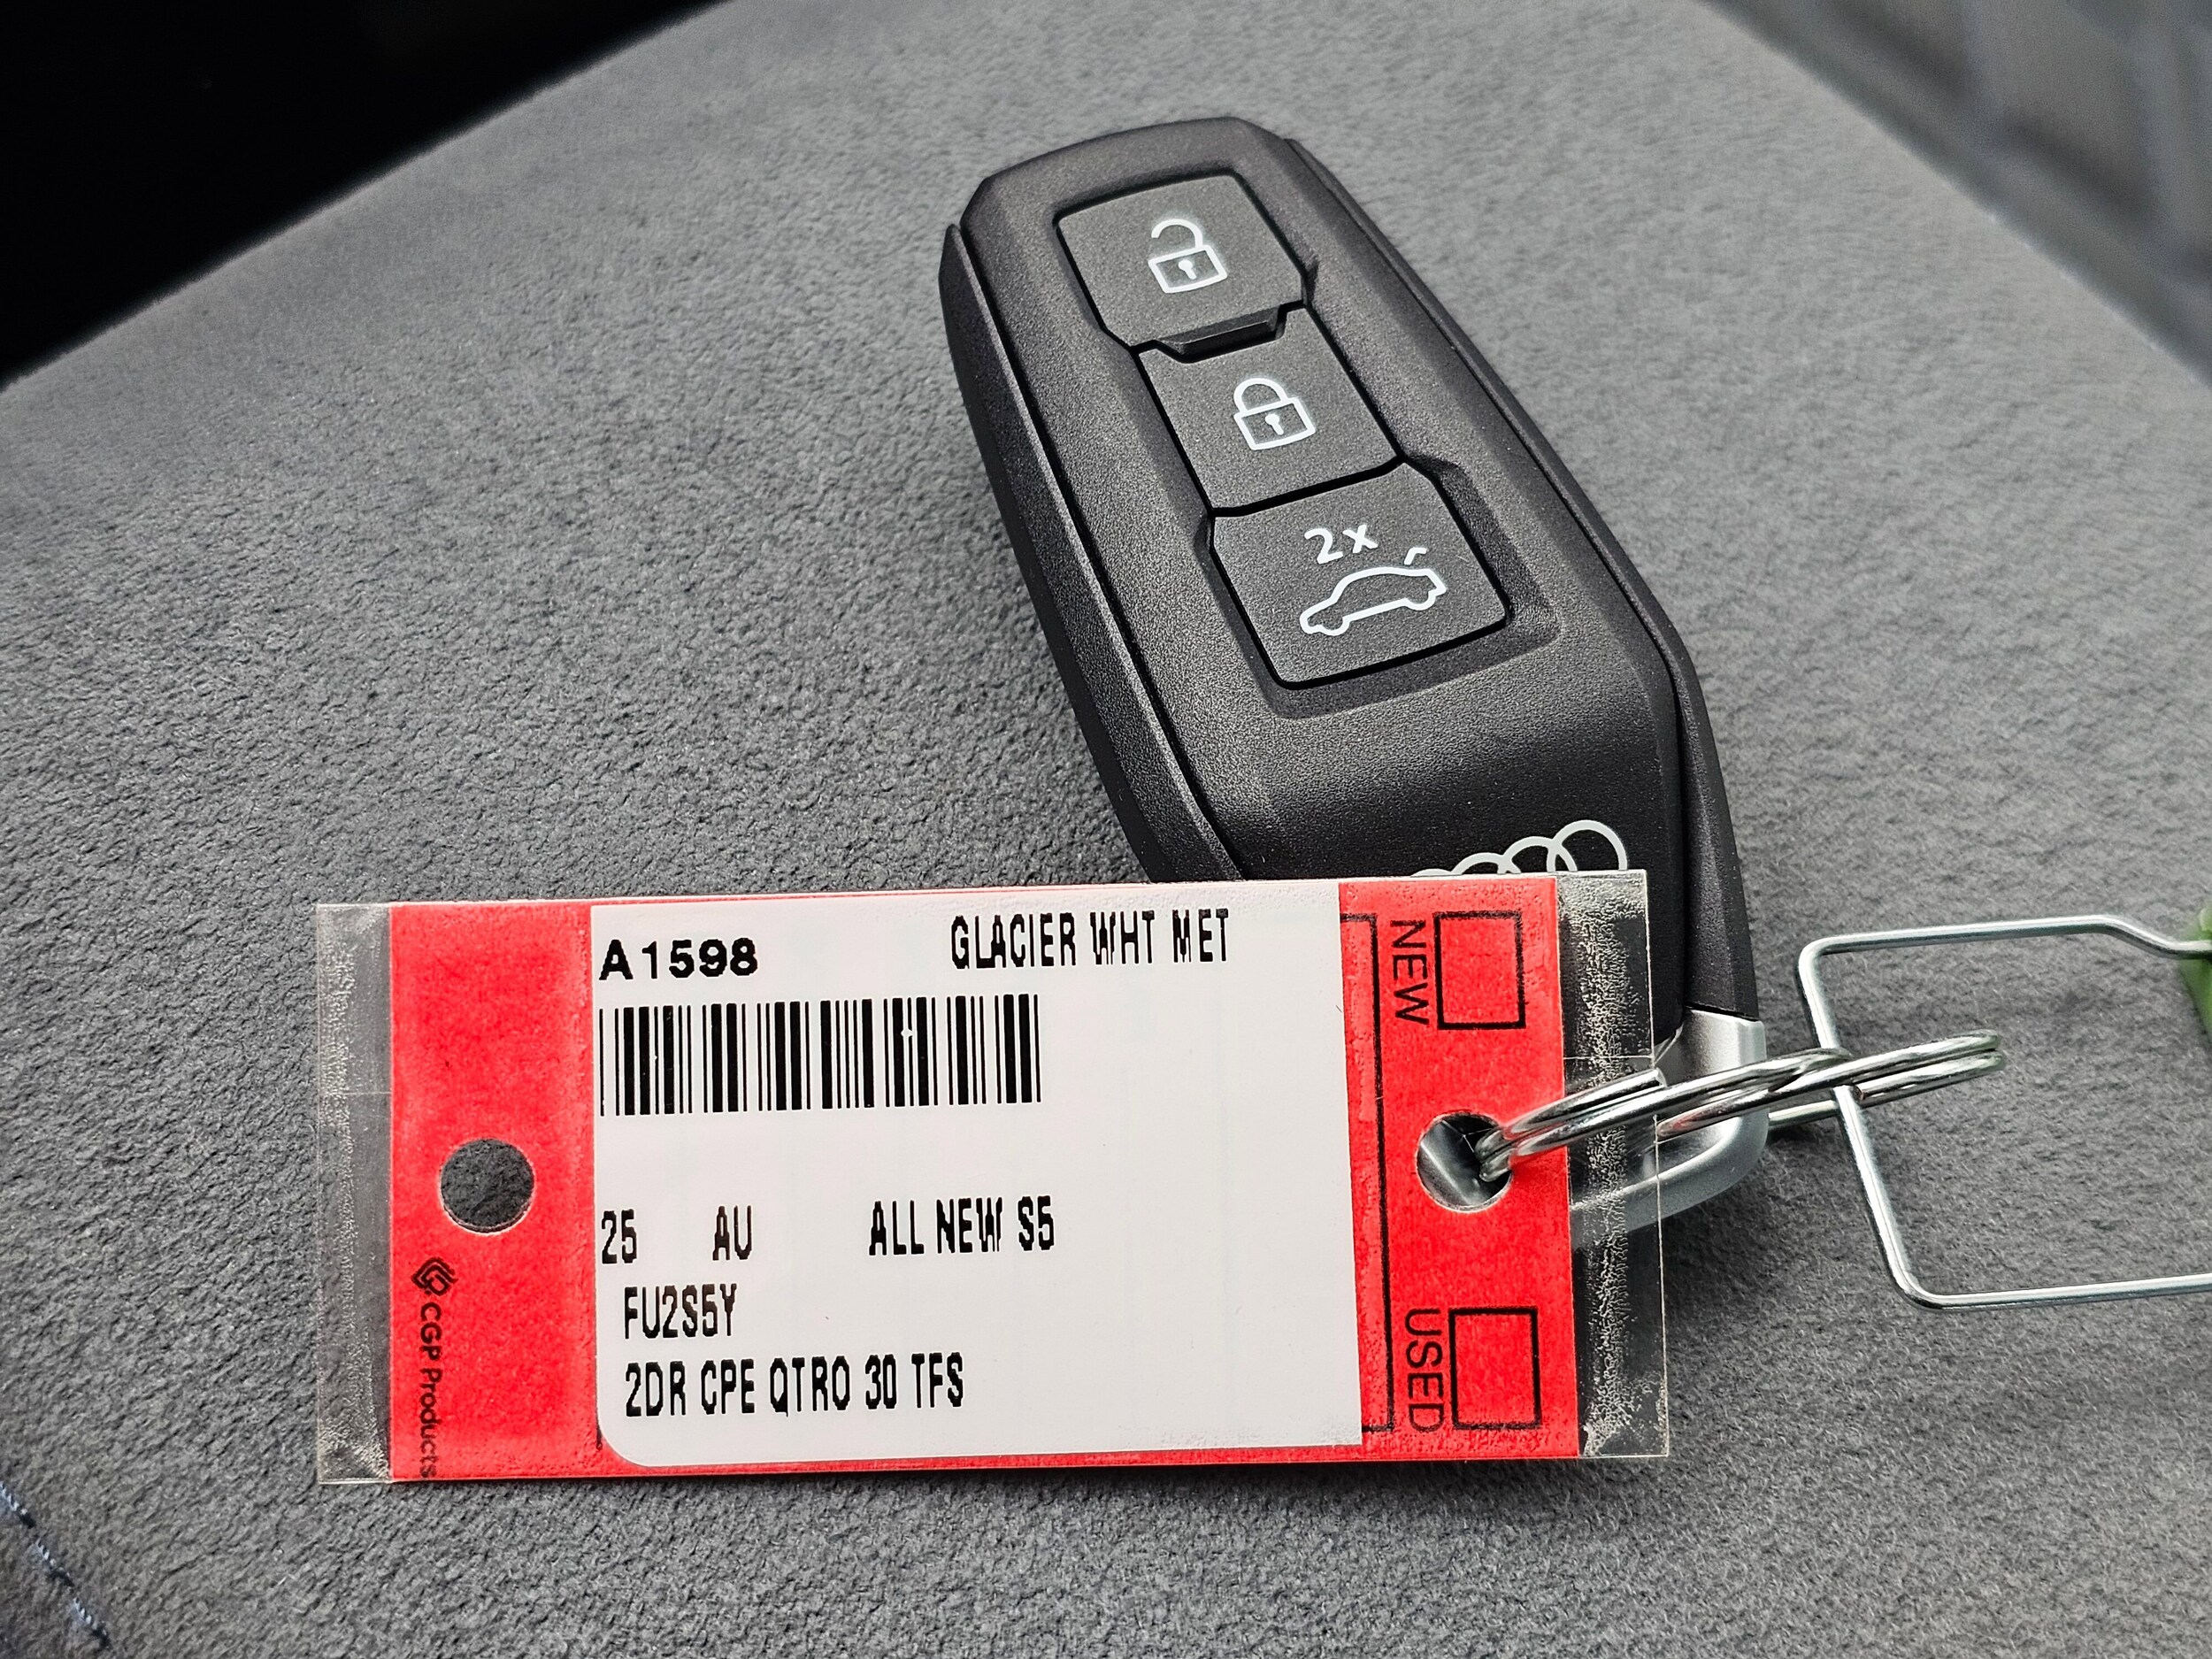 2x
A1598 GLACIER WHT MET
25 AU ALL NEW S5
FU2S5Y
2DR CPE QTRO 30 TFS
NEW
USED
CGP Products